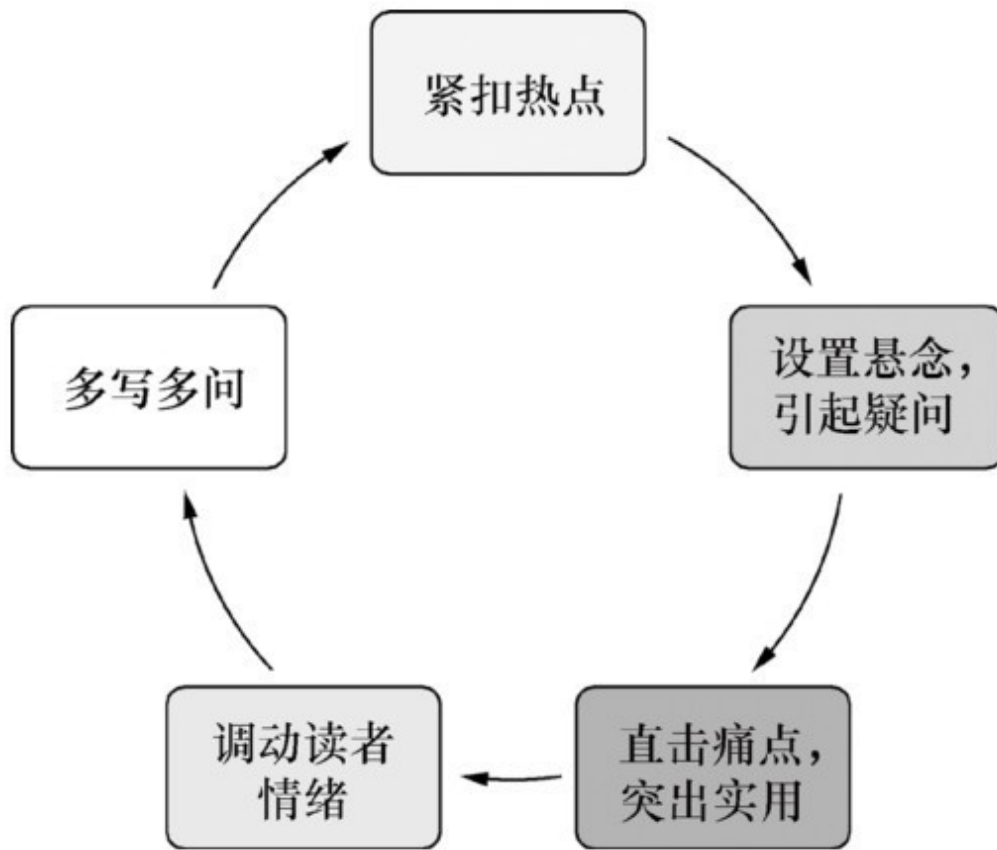 紧扣热点
设置悬念，
引起疑问
直击痛点，
突出实用
调动读者
情绪
多写多问